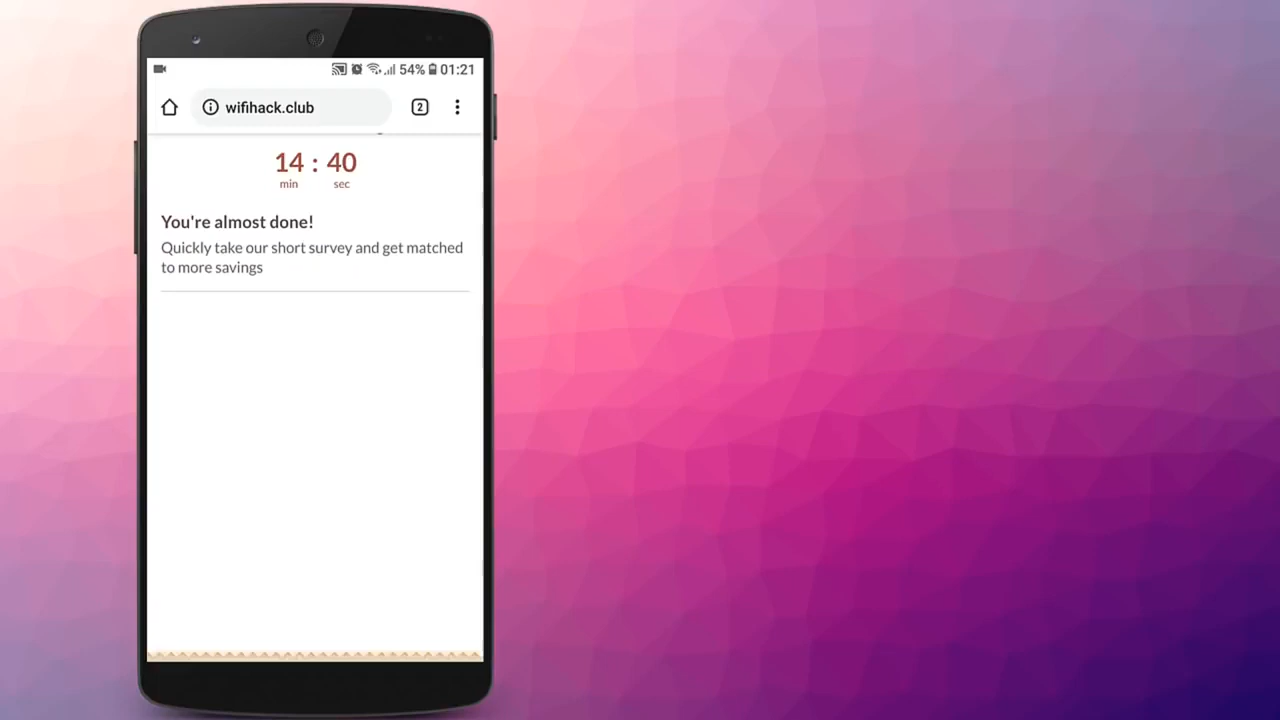 54% 01:21
wifihack.club 2
14 : 40
min sec
You're almost done!
Quickly take our short survey and get matched
to more savings